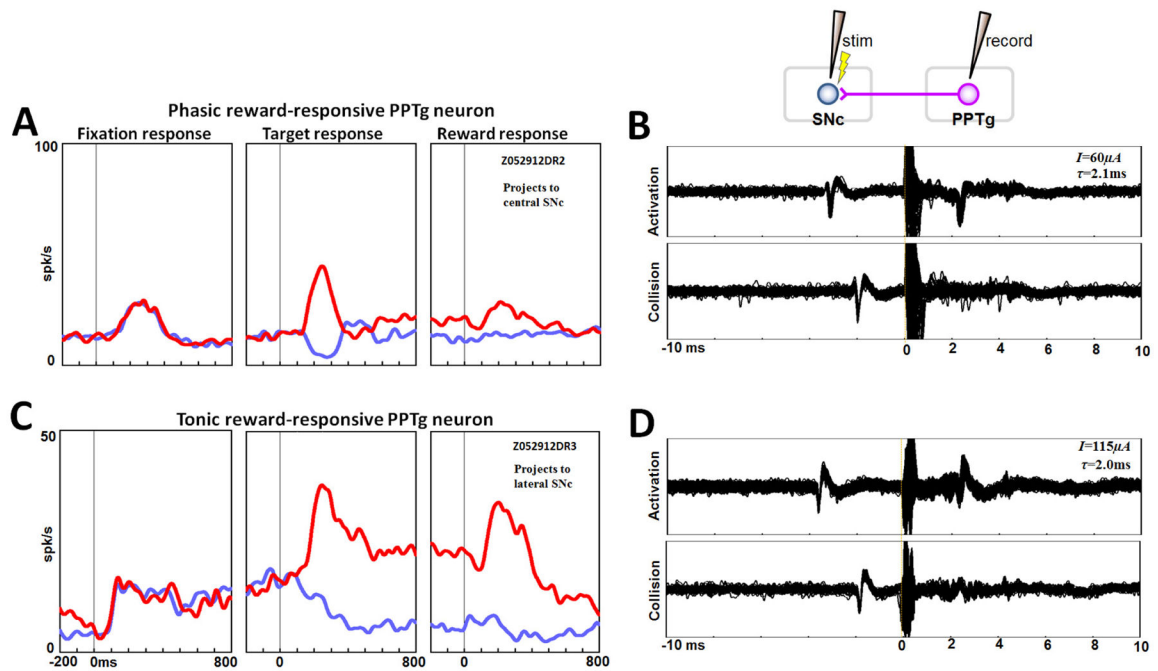 stim
record
SNc
PPTg
A
Phasic reward-responsive PPTg neuron
Fixation response
Target response
Reward response
100
spk/s
0
Z052912DR2
Projects to
central SNc
0
0
B
Activation
I=60µA
τ=2.1ms
Collision
-10 ms
0
2
4
6
8
10
C
Tonic reward-responsive PPTg neuron
50
spk/s
0
Z052912DR3
Projects to
lateral SNc
-200
0ms
800
0
800
0
800
D
Activation
I=115µA
τ=2.0ms
Collision
-10 ms
0
2
4
6
8
10